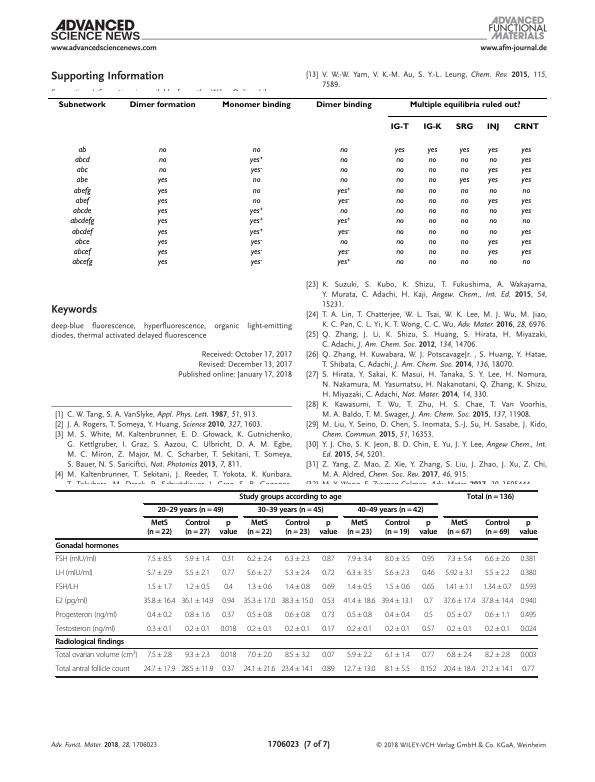 ADVANCED
SCIENCE NEWS
www.advancedsciencenews.com
ADVANCED
FUNCTIONAL
MATERIALS
www.afm-journal.de
Supporting Information
[13] V. W.-W. Yam, V. K.-M. Au, S. Y.-L. Leung, Chem. Rev. 2015, 115,
7589.
Subnetwork Dimer formation Monomer binding Dimer binding Multiple equilibria ruled out?
IG-T IG-K SRG INJ CRNT
ab no no no yes yes yes yes yes
abcd no yes+ no no no no no yes
abc no yes- no no no no yes yes
abe yes no no no no yes yes yes
abefg yes no yes+ no no no no yes
abef yes no yes- no no no yes yes
abcde yes yes+ no no no no no yes
abcdefg yes yes+ yes+ no no no no no
abcdef yes yes+ yes- no no no no yes
abce yes yes- no no no no yes yes
abcef yes yes- yes- no no no yes yes
abcefg yes yes- yes+ no no no no no
Keywords
deep-blue fluorescence, hyperfluorescence, organic light-emitting
diodes, thermal activated delayed fluorescence
Received: October 17, 2017
Revised: December 13, 2017
Published online: January 17, 2018
[1] C. W. Tang, S. A. VanSlyke, Appl. Phys. Lett. 1987, 51, 913.
[2] J. A. Rogers, T. Someya, Y. Huang, Science 2010, 327, 1603.
[3] M. S. White, M. Kaltenbrunner, E. D. Głowack, K. Gutnichenko,
G. Kettlgruber, I. Graz, S. Aazou, C. Ulbricht, D. A. M. Egbe,
M. C. Miron, Z. Major, M. C. Scharber, T. Sekitani, T. Someya,
S. Bauer, N. S. Sariciftci, Nat. Photonics 2013, 7, 811.
[4] M. Kaltenbrunner, T. Sekitani, J. Reeder, T. Yokota, K. Kuribara,
[23] K. Suzuki, S. Kubo, K. Shizu, T. Fukushima, A. Wakayama,
Y. Murata, C. Adachi, H. Kaji, Angew. Chem., Int. Ed. 2015, 54,
15231.
[24] T. A. Lin, T. Chatterjee, W. L. Tsai, W. K. Lee, M. J. Wu, M. Jiao,
K. C. Pan, C. L. Yi, K. T. Wong, C. C. Wu, Adv. Mater. 2016, 28, 6976.
[25] Q. Zhang, J. Li, K. Shizu, S. Huang, S. Hirata, H. Miyazaki,
C. Adachi, J. Am. Chem. Soc. 2012, 134, 14706.
[26] Q. Zhang, H. Kuwabara, W. J. PotscavageJr. , S. Huang, Y. Hatae,
T. Shibata, C. Adachi, J. Am. Chem. Soc. 2014, 136, 18070.
[27] S. Hirata, Y. Sakai, K. Masui, H. Tanaka, S. Y. Lee, H. Nomura,
N. Nakamura, M. Yasumatsu, H. Nakanotani, Q. Zhang, K. Shizu,
H. Miyazaki, C. Adachi, Nat. Mater. 2014, 14, 330.
[28] K. Kawasumi, T. Wu, T. Zhu, H. S. Chae, T. Van Voorhis,
M. A. Baldo, T. M. Swager, J. Am. Chem. Soc. 2015, 137, 11908.
[29] M. Liu, Y. Seino, D. Chen, S. Inomata, S.-J. Su, H. Sasabe, J. Kido,
Chem. Commun. 2015, 51, 16353.
[30] Y. J. Cho, S. K. Jeon, B. D. Chin, E. Yu, J. Y. Lee, Angew Chem., Int.
Ed. 2015, 54, 5201.
[31] Z. Yang, Z. Mao, Z. Xie, Y. Zhang, S. Liu, J. Zhao, J. Xu, Z. Chi,
M. A. Aldred, Chem. Soc. Rev. 2017, 46, 915.
Study groups according to age Total (n = 136)
20–29 years (n = 49) 30–39 years (n = 45) 40–49 years (n = 42)
MetS Control p MetS Control p MetS Control p MetS Control p
(n = 22) (n = 27) value (n = 22) (n = 23) value (n = 23) (n = 19) value (n = 67) (n = 69) value
Gonadal hormones
FSH (mIU/ml) 7.5 ± 8.5 5.9 ± 1.4 0.31 6.2 ± 2.4 6.3 ± 2.3 0.87 7.9 ± 3.4 8.0 ± 3.5 0.95 7.3 ± 5.4 6.6 ± 2.6 0.381
LH (mIU/ml) 5.7 ± 2.9 5.5 ± 2.1 0.77 5.6 ± 2.7 5.3 ± 2.4 0.72 6.3 ± 3.5 5.6 ± 2.3 0.46 5.92± 3.1 5.5 ± 2.2 0.380
FSH/LH 1.5 ± 1.7 1.2 ± 0.5 0.4 1.3 ± 0.6 1.4 ± 0.8 0.69 1.4 ± 0.5 1.5 ± 0.6 0.65 1.41 ± 1.1 1.34 ± 0.7 0.593
E2 (pg/ml) 35.8 ± 16.4 36.1 ± 14.9 0.94 35.3 ± 17.0 38.3 ± 15.0 0.53 41.4 ± 18.6 39.4 ± 13.1 0.7 37.6 ± 17.4 37.8 ± 14.4 0.940
Progesteron (ng/ml) 0.4 ± 0.2 0.8 ± 1.6 0.37 0.5 ± 0.8 0.6 ± 0.8 0.73 0.5 ± 0.8 0.4 ± 0.4 0.5 0.5 ± 0.7 0.6 ± 1.1 0.495
Testosteron (ng/ml) 0.3 ± 0.1 0.2 ± 0.1 0.018 0.2 ± 0.1 0.2 ± 0.1 0.17 0.2 ± 0.1 0.2 ± 0.1 0.57 0.2 ± 0.1 0.2 ± 0.1 0.024
Radiological findings
Total ovarian volume (cm³) 7.5 ± 2.8 9.3 ± 2.3 0.018 7.0 ± 2.0 8.5 ± 3.2 0.07 5.9 ± 2.2 6.1 ± 1.4 0.77 6.8 ± 2.4 8.2 ± 2.8 0.003
Total antral follicle count 24.7 ± 17.9 28.5 ± 11.9 0.37 24.1 ± 21.6 23.4 ± 14.1 0.89 12.7 ± 13.0 8.1 ± 5.5 0.152 20.4 ± 18.4 21.2 ± 14.1 0.77
Adv. Funct. Mater. 2018, 28, 1706023
1706023 (7 of 7)
© 2018 WILEY-VCH Verlag GmbH & Co. KGaA, Weinheim